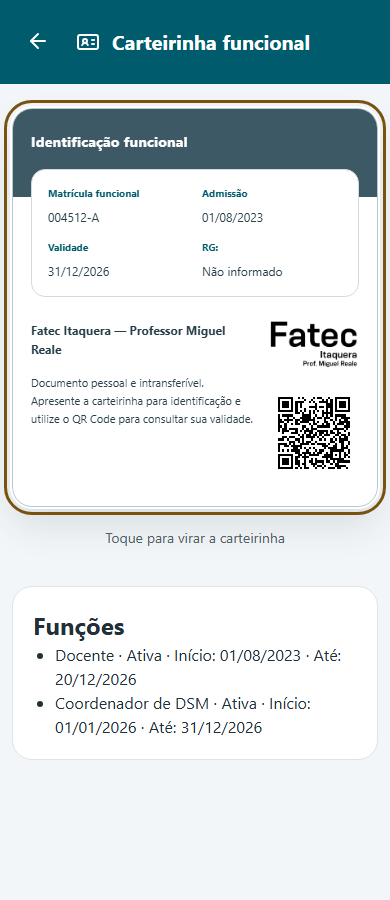 Carteirinha funcional
Identificação funcional
Matrícula funcional
Admissão
004512-A
01/08/2023
Validade
RG:
31/12/2026
Não informado
Fatec Itaquera — Professor Miguel
Reale
Fatec
Itaquera
Prof. Miguel Reale
Documento pessoal e intransferível.
Apresente a carteirinha para identificação e
utilize o QR Code para consultar sua validade.
Toque para virar a carteirinha
Funções
• Docente · Ativa · Início: 01/08/2023 · Até:
20/12/2026
• Coordenador de DSM · Ativa · Início:
01/01/2026 · Até: 31/12/2026